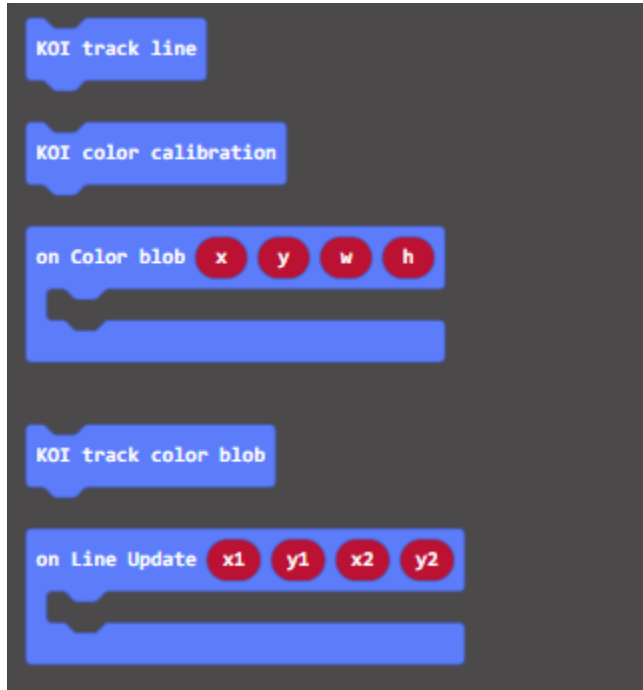 KOI track line
KOI color calibration
on Color blob x y w h
KOI track color blob
on Line Update x1 y1 x2 y2